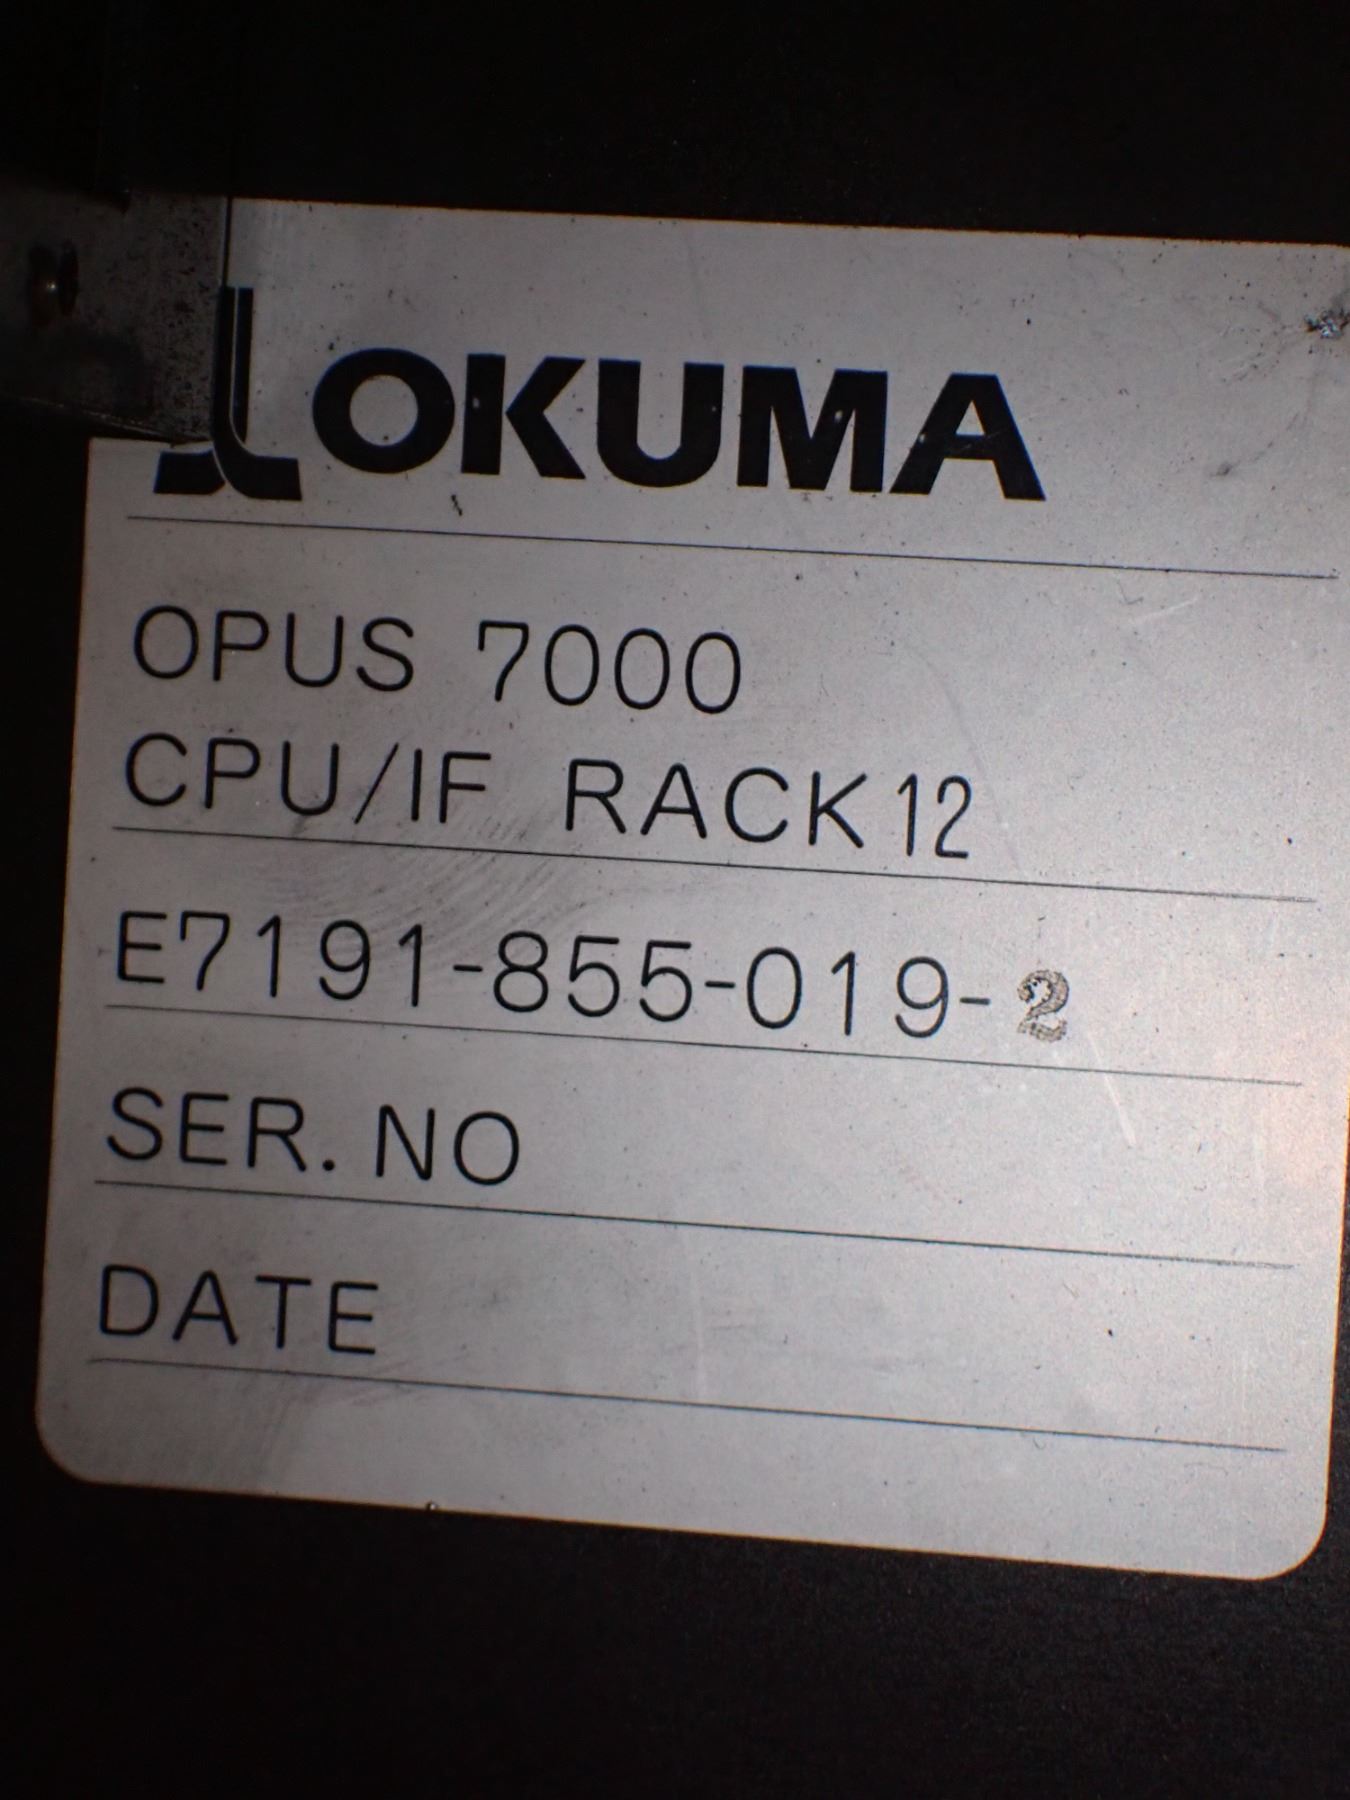 OKUMA
OPUS 7000
CPU/IF RACK12
E7191-855-019-2
SER. NO
DATE